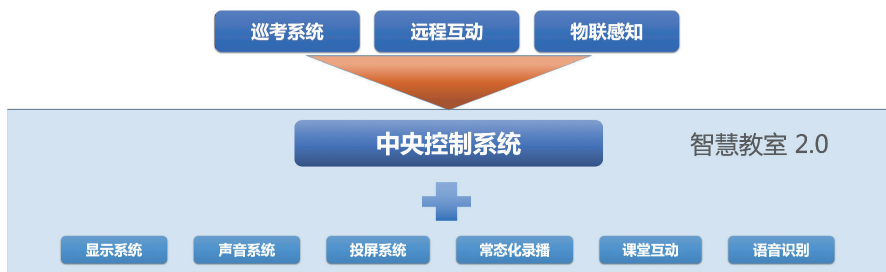 巡考系统 远程互动 物联感知
中央控制系统 智慧教室 2.0
显示系统 声音系统 投屏系统 常态化录播 课堂互动 语音识别